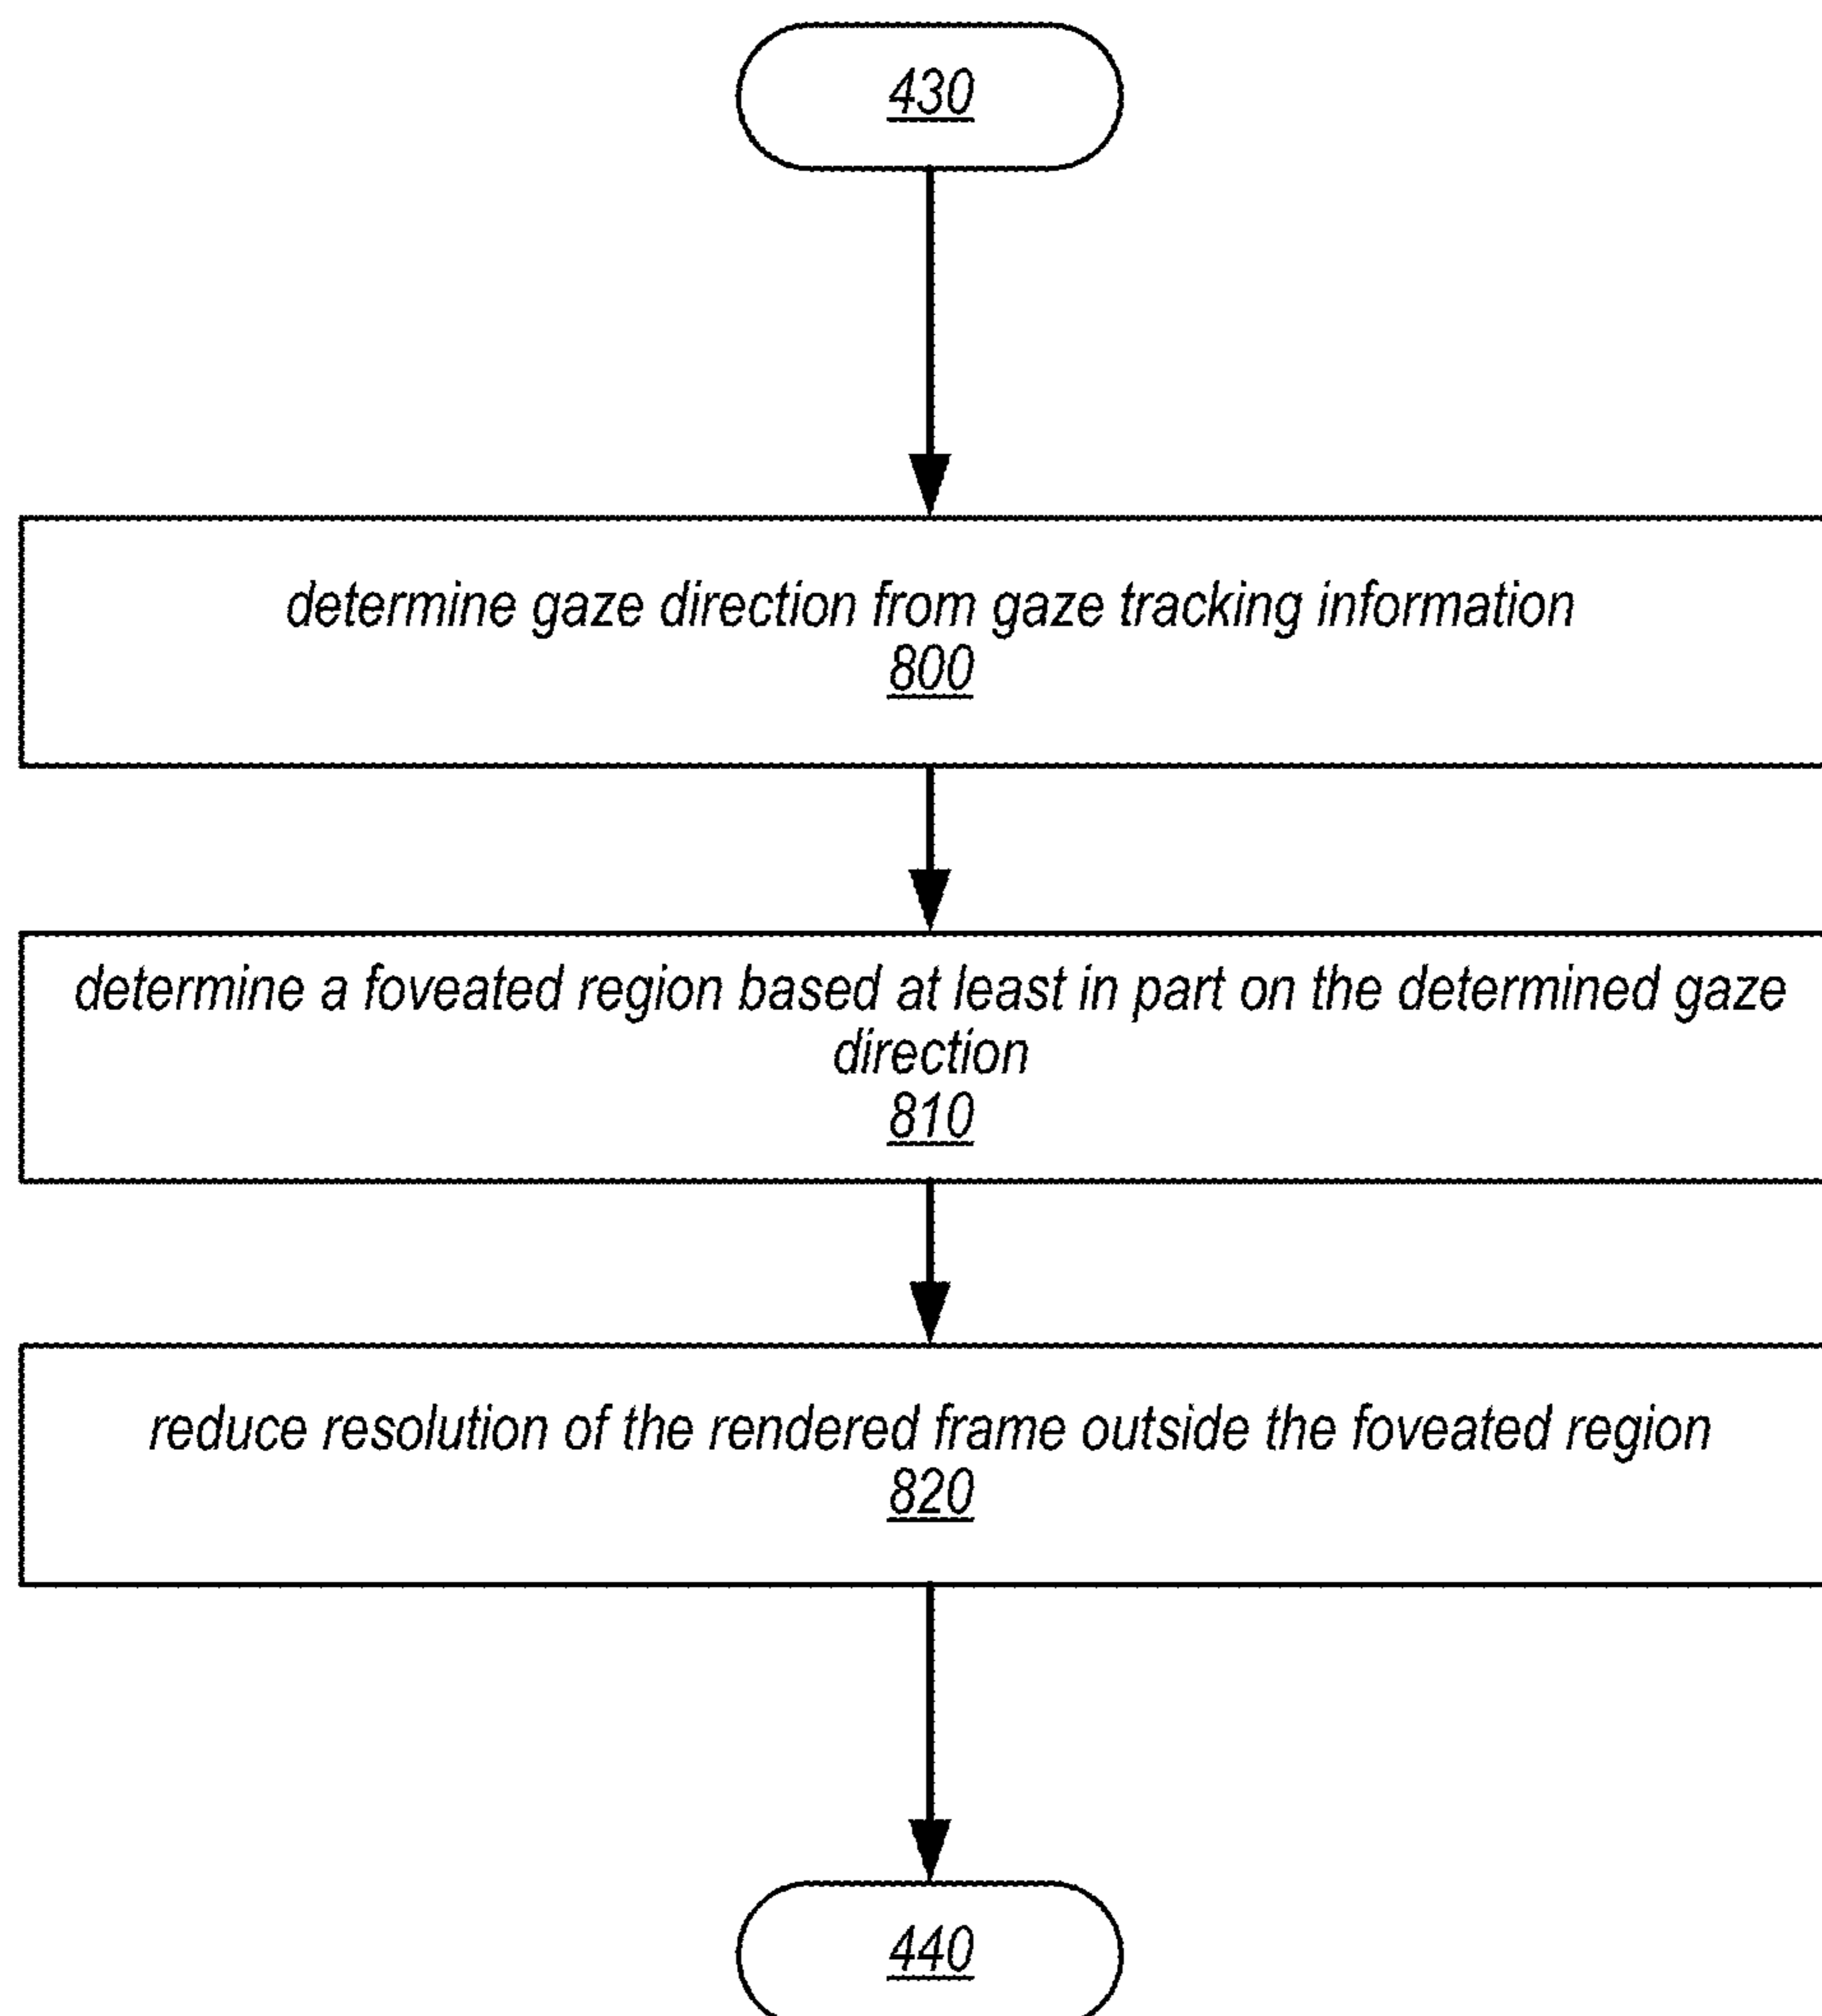 430
determine gaze direction from gaze tracking information
800
determine a foveated region based at least in part on the determined gaze
direction
810
reduce resolution of the rendered frame outside the foveated region
820
440